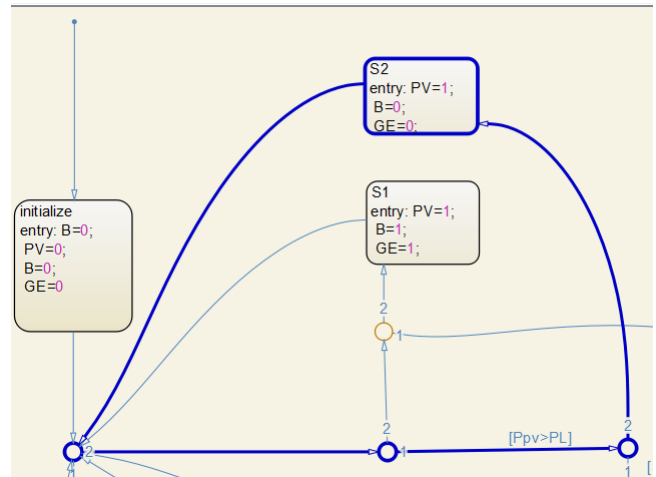 S2
entry: PV=1;
B=0;
GE=0;
S1
entry: PV=1;
B=1;
GE=1;
initialize
entry: B=0;
PV=0;
B=0;
GE=0
2
1
2
[Ppv>PL]
2
2
1
1
[